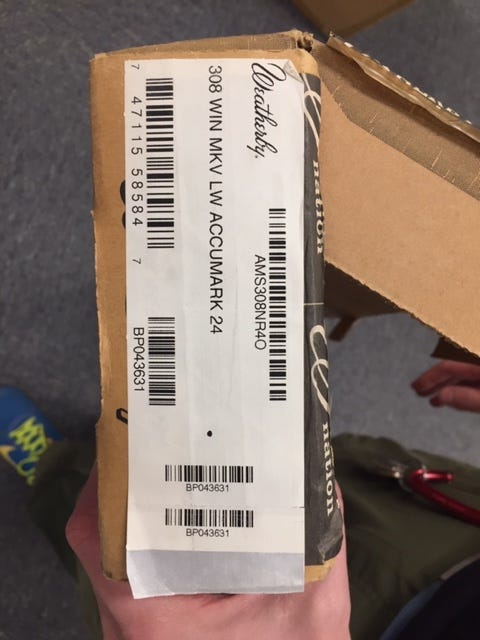 Weatherby.
308 WIN MKV LW ACCUMARK 24
AMS308NR4O
7 47115 58584 7
BP043631
BP043631
BP043631
nation
nation